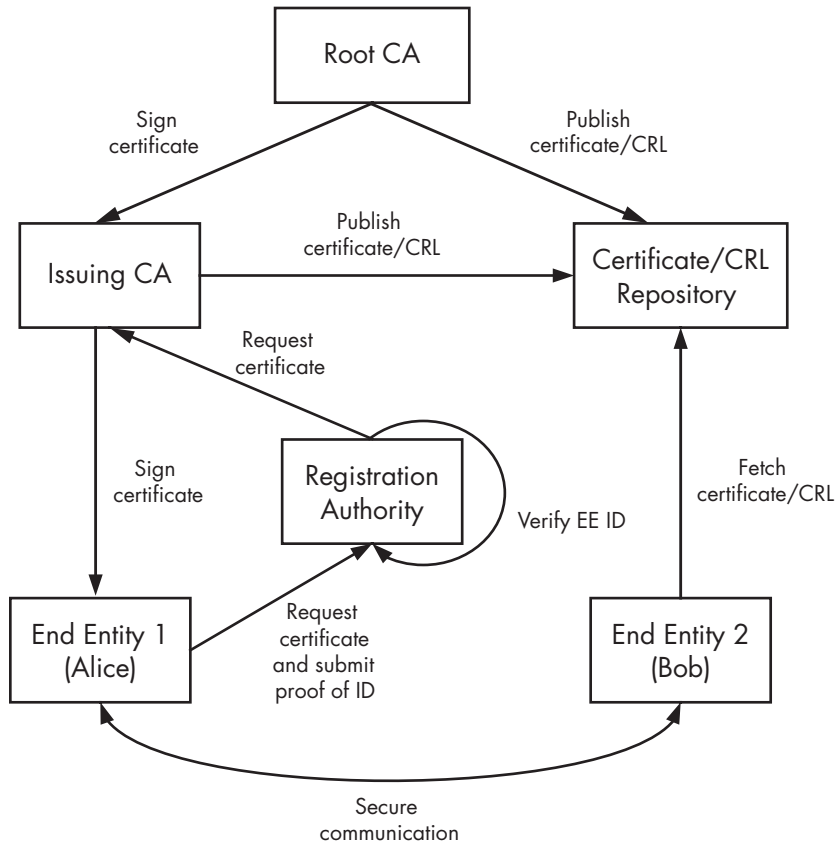 Root CA
Sign
certificate
Publish
certificate/CRL
Publish
certificate/CRL
Issuing CA
Certificate/CRL
Repository
Request
certificate
Sign
certificate
Registration
Authority
Verify EE ID
Fetch
certificate/CRL
End Entity 1
(Alice)
Request
certificate
and submit
proof of ID
End Entity 2
(Bob)
Secure
communication